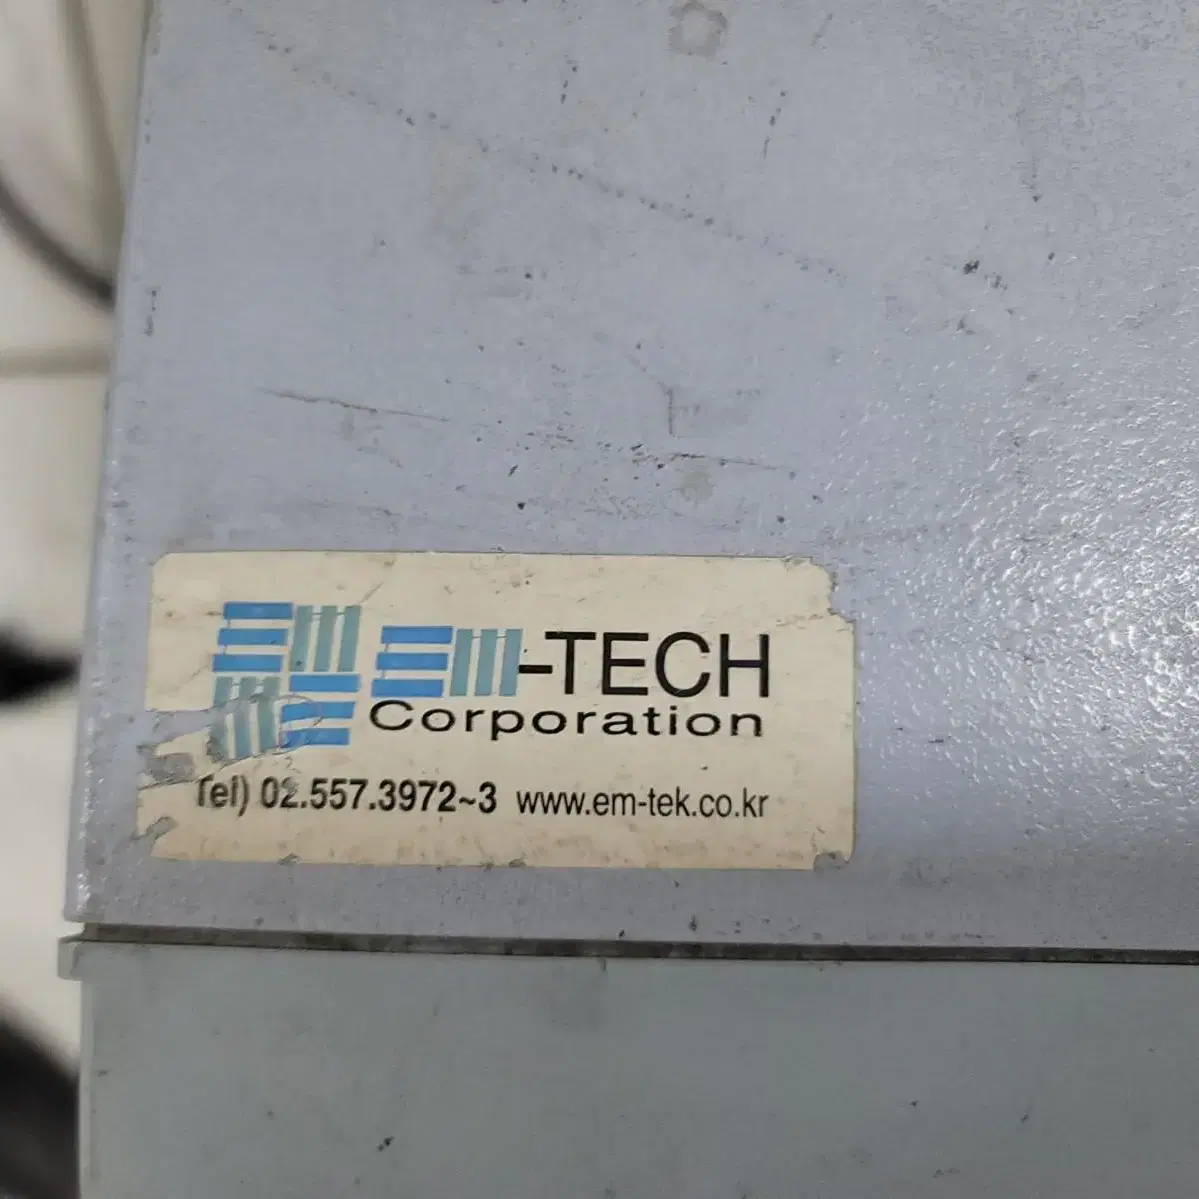 EM-TECH
Corporation
Tel) 02.557.3972~3 www.em-tek.co.kr